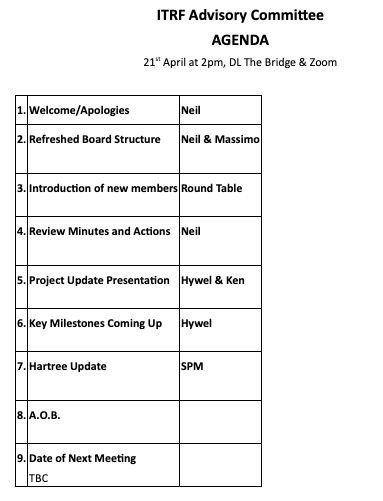 ITRF Advisory Committee
AGENDA
21st April at 2pm, DL The Bridge & Zoom
1. Welcome/Apologies Neil
2. Refreshed Board Structure Neil & Massimo
3. Introduction of new members Round Table
4. Review Minutes and Actions Neil
5. Project Update Presentation Hywel & Ken
6. Key Milestones Coming Up Hywel
7. Hartree Update SPM
8. A.O.B.
9. Date of Next Meeting
TBC